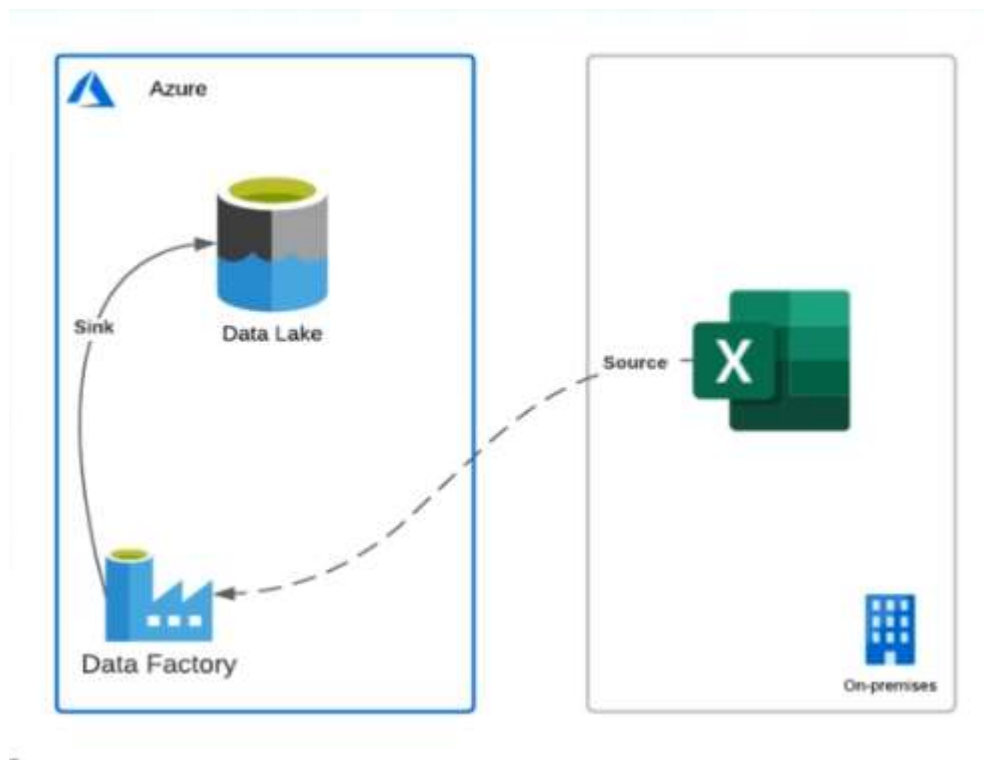 Azure
Sink
Data Lake
Source
X
Data Factory
On-premises